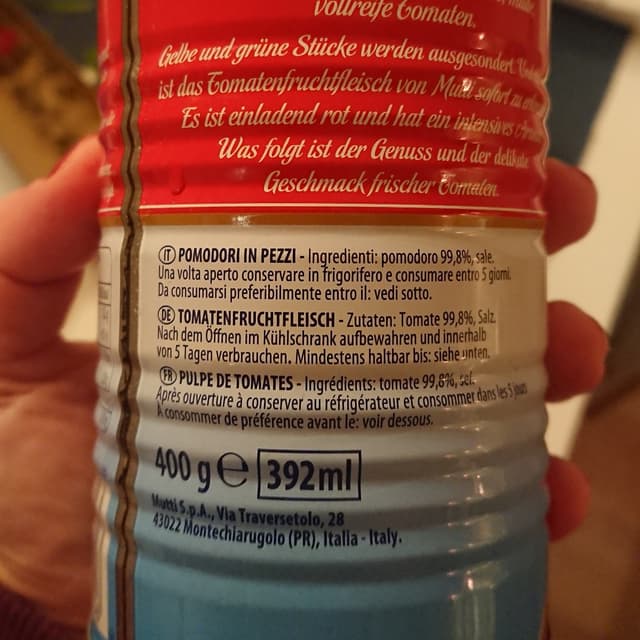 vollreife Tomaten.
Gelbe und grüne Stücke werden ausgesondert.
ist das Tomatenfruchtfleisch von Mutti sofort zu
Es ist einladend rot und hat ein intensives
Was folgt ist der Genuss und der delikate
Geschmack frischer Tomaten.
IT POMODORI IN PEZZI - Ingredienti: pomodoro 99,8%, sale.
Una volta aperto conservare in frigorifero e consumare entro 5 giorni.
Da consumarsi preferibilmente entro il: vedi sotto.
DE TOMATENFRUCHTFLEISCH - Zutaten: Tomate 99,8%, Salz.
Nach dem Öffnen im Kühlschrank aufbewahren und innerhalb
von 5 Tagen verbrauchen. Mindestens haltbar bis: siehe unten.
FR PULPE DE TOMATES - Ingrédients: tomate 99,8%, sel.
Après ouverture à conserver au réfrigérateur et consommer dans les 5 jours
A consommer de préférence avant le: voir dessous.
400 g e 392ml
Mutti S.p.A., Via Traversetolo, 28
43022 Montechiarugolo (PR), Italia - Italy.